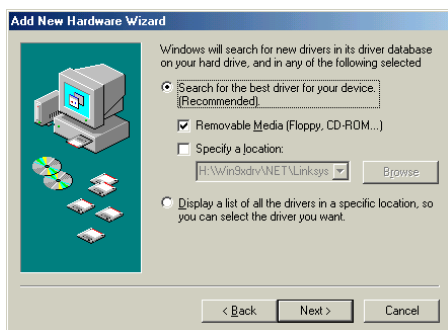 Add New Hardware Wizard
Windows will search for new drivers in its driver database
on your hard drive, and in any of the following selected
Search for the best driver for your device.
(Recommended).
Removable Media (Floppy, CD-ROM...)
Specify a location:
H:\Win9xdrv\NET\Linksys
Browse
Display a list of all the drivers in a specific location, so
you can select the driver you want.
< Back
Next >
Cancel